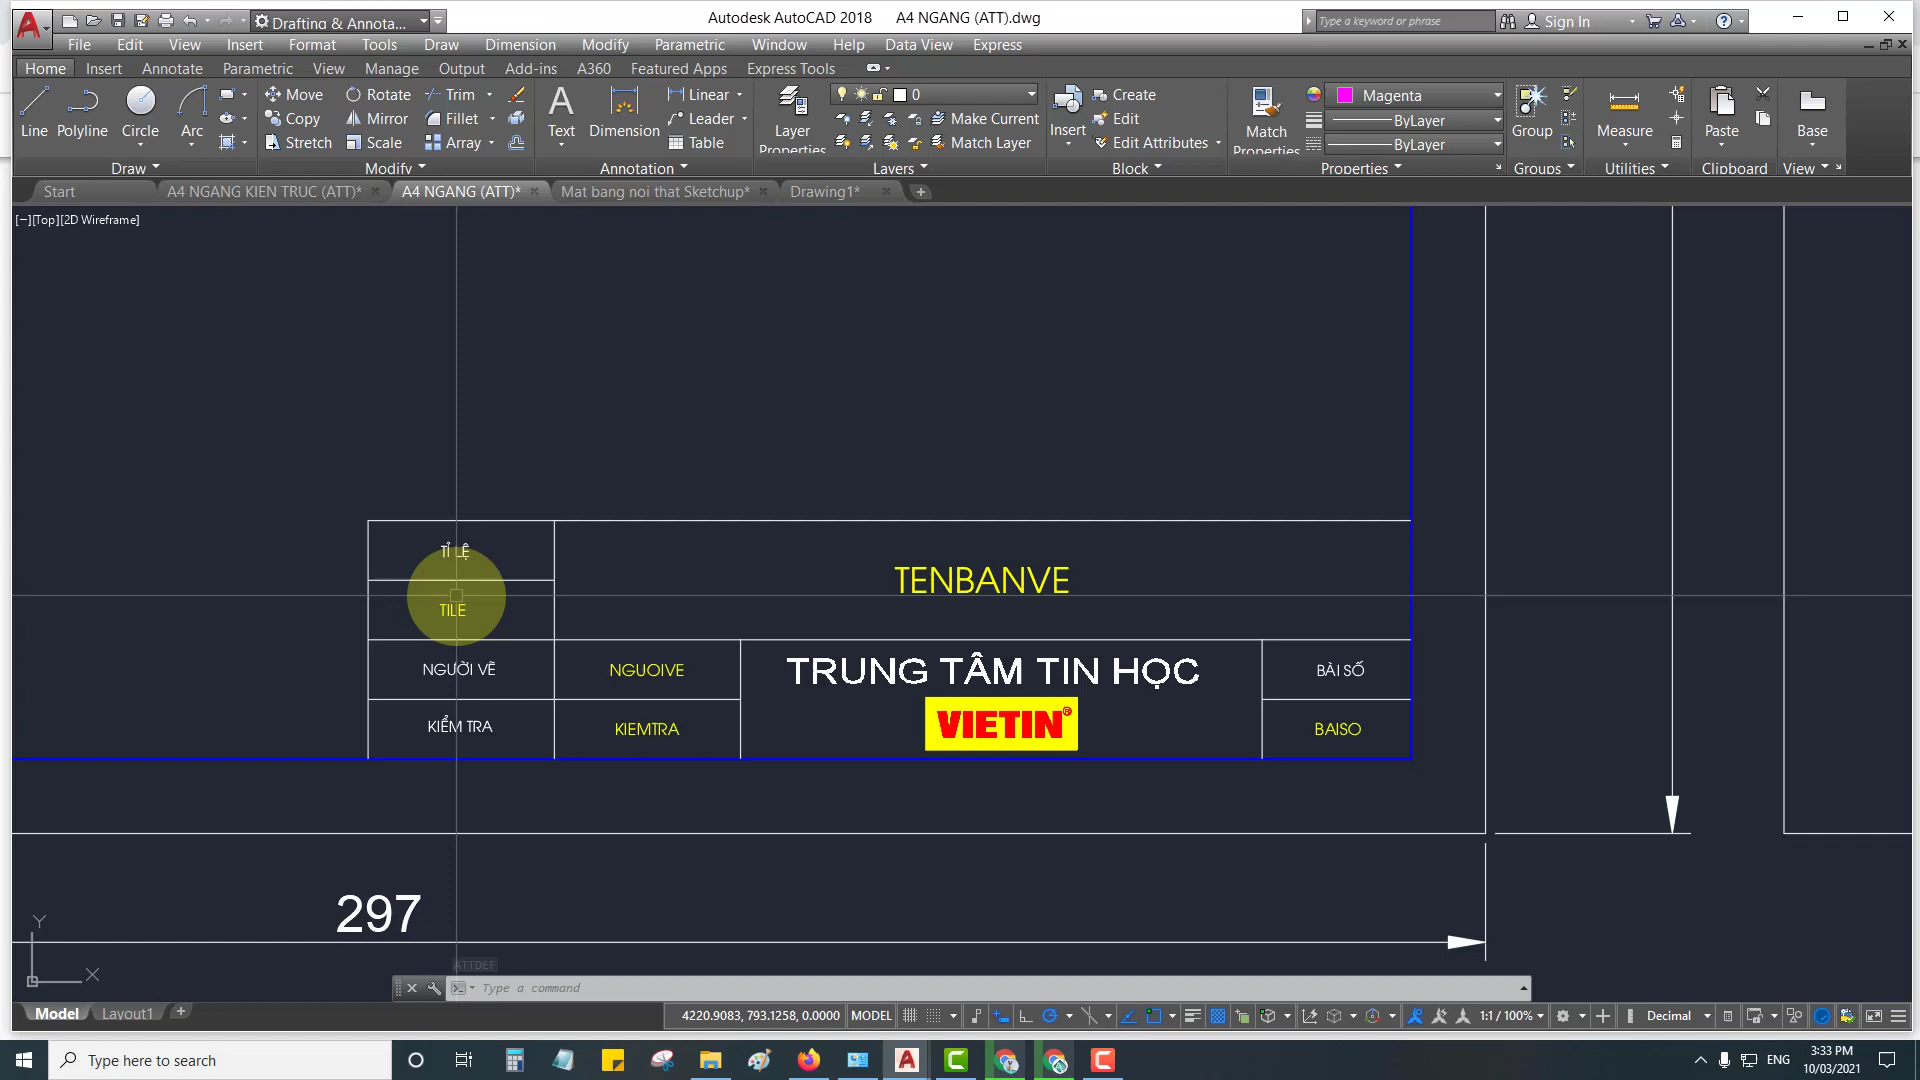 Drafting & Annota...
Autodesk AutoCAD 2018 A4 NGANG (ATT).dwg
Type a keyword or phrase
Sign In
File Edit View Insert Format Tools Draw Dimension Modify Parametric Window Help Data View Express
Home Insert Annotate Parametric View Manage Output Add-ins A360 Featured Apps Express Tools
Line Polyline Circle Arc
Move Rotate Trim
Copy Mirror Fillet
Stretch Scale Array
Text Dimension
Linear
Leader
Table
Layer Properties
0
Make Current
Match Layer
Insert
Create
Edit
Edit Attributes
Match Properties
Magenta
ByLayer
ByLayer
Group Measure Paste Base
Draw Modify Annotation Layers Block Properties Groups Utilities Clipboard View
Start A4 NGANG KIEN TRUC (ATT)* A4 NGANG (ATT)* Mat bang noi that Sketchup* Drawing1*
[−][Top][2D Wireframe]
TỈ LỆ
TENBANVE
TILE
NGƯỜI VẼ NGUOIVE TRUNG TÂM TIN HỌC BÀI SỐ
KIỂM TRA KIEMTRA VIETIN® BAISO
297
Y
X
ATTDEF
Type a command
Model Layout1
4220.9083, 793.1258, 0.0000 MODEL 1:1 / 100% Decimal
Type here to search
ENG
3:33 PM
10/03/2021